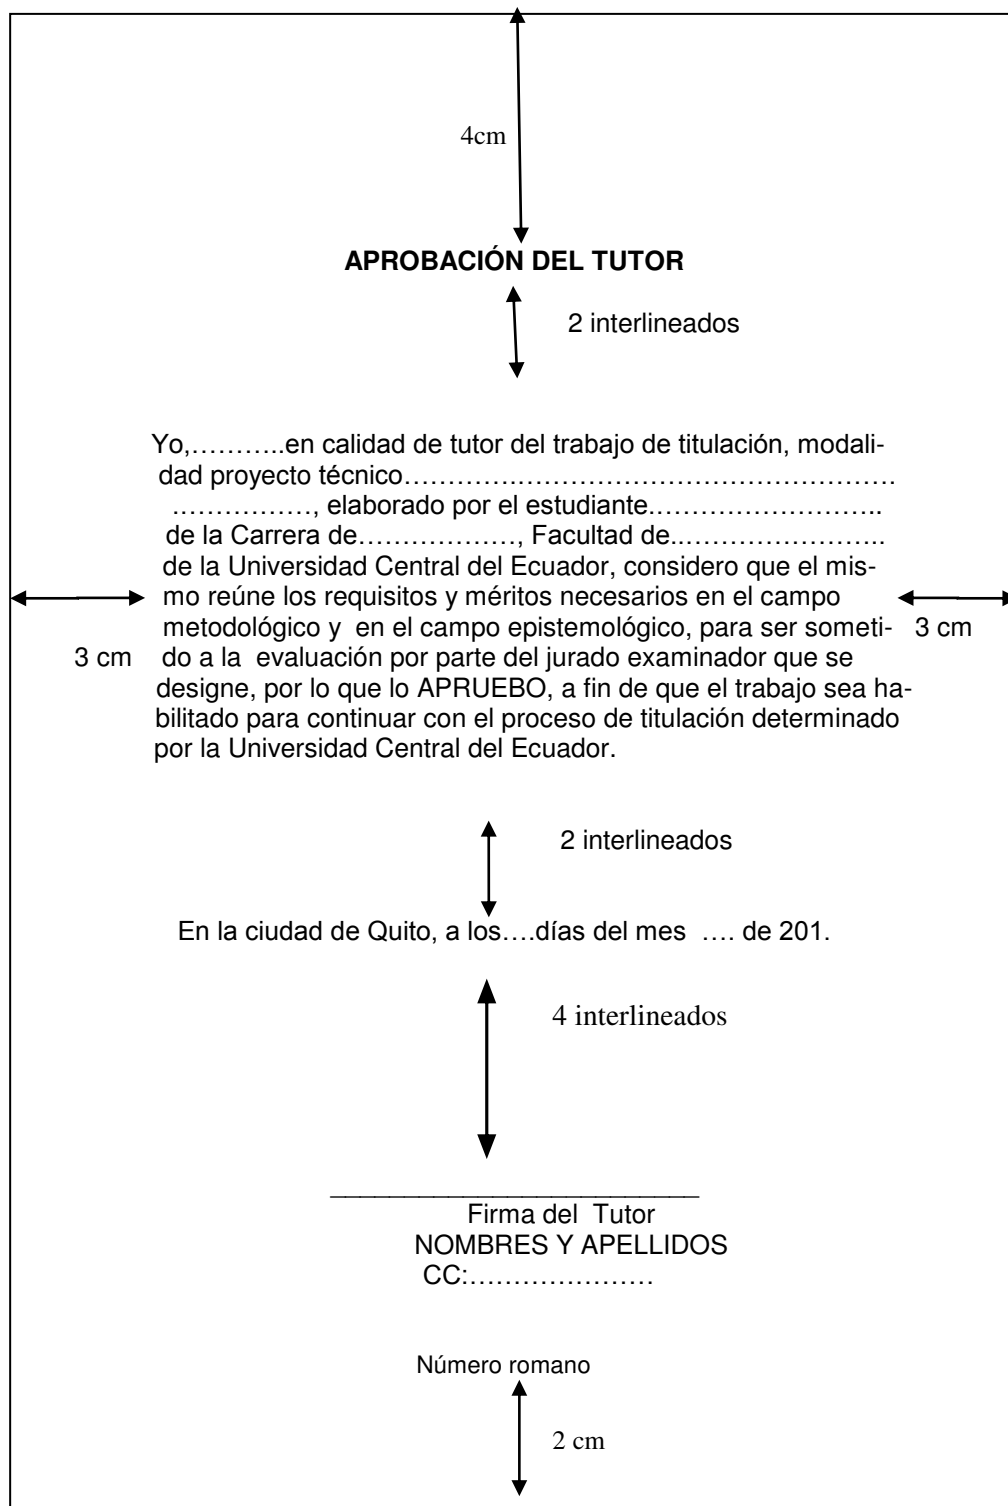 4cm
APROBACIÓN DEL TUTOR
2 interlineados
Yo,………..en calidad de tutor del trabajo de titulación, modali-
dad proyecto técnico……………………………………………….
…..…………, elaborado por el estudiante……………………..
de la Carrera de………………, Facultad de..…………………..
de la Universidad Central del Ecuador, considero que el mis-
mo reúne los requisitos y méritos necesarios en el campo
metodológico y  en el campo epistemológico, para ser someti- 3 cm
3 cm do a la  evaluación por parte del jurado examinador que se
designe, por lo que lo APRUEBO, a fin de que el trabajo sea ha-
bilitado para continuar con el proceso de titulación determinado
por la Universidad Central del Ecuador.
2 interlineados
En la ciudad de Quito, a los….días del mes  …. de 201.
4 interlineados
___________________________
Firma del  Tutor
NOMBRES Y APELLIDOS
CC:…………………
Número romano
2 cm